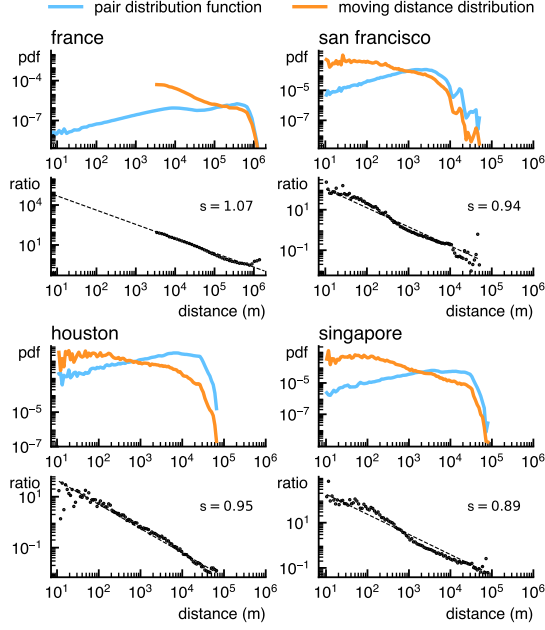 pair distribution function moving distance distribution
france san francisco
pdf pdf
10⁻⁴ 10⁻⁵
10⁻⁷ 10⁻⁷
10¹ 10² 10³ 10⁴ 10⁵ 10⁶ 10¹ 10² 10³ 10⁴ 10⁵ 10⁶
ratio ratio
10⁴ 10¹
10¹ 10⁻¹
s = 1.07 s = 0.94
10¹ 10² 10³ 10⁴ 10⁵ 10⁶ 10¹ 10² 10³ 10⁴ 10⁵ 10⁶
distance (m) distance (m)
houston singapore
pdf pdf
10⁻⁵ 10⁻⁵
10⁻⁷ 10⁻⁷
10¹ 10² 10³ 10⁴ 10⁵ 10⁶ 10¹ 10² 10³ 10⁴ 10⁵ 10⁶
ratio ratio
10¹ 10¹
10⁻¹ 10⁻¹
s = 0.95 s = 0.89
10¹ 10² 10³ 10⁴ 10⁵ 10⁶ 10¹ 10² 10³ 10⁴ 10⁵ 10⁶
distance (m) distance (m)